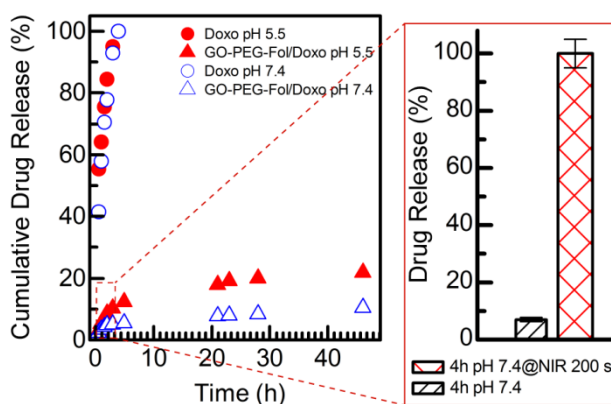 Cumulative Drug Release (%)
100
80
60
40
20
0
0
10
20
30
40
Time (h)
Doxo pH 5.5
GO-PEG-Fol/Doxo pH 5.5
Doxo pH 7.4
GO-PEG-Fol/Doxo pH 7.4
Drug Release (%)
100
80
60
40
20
0
4h pH 7.4@NIR 200 s
4h pH 7.4